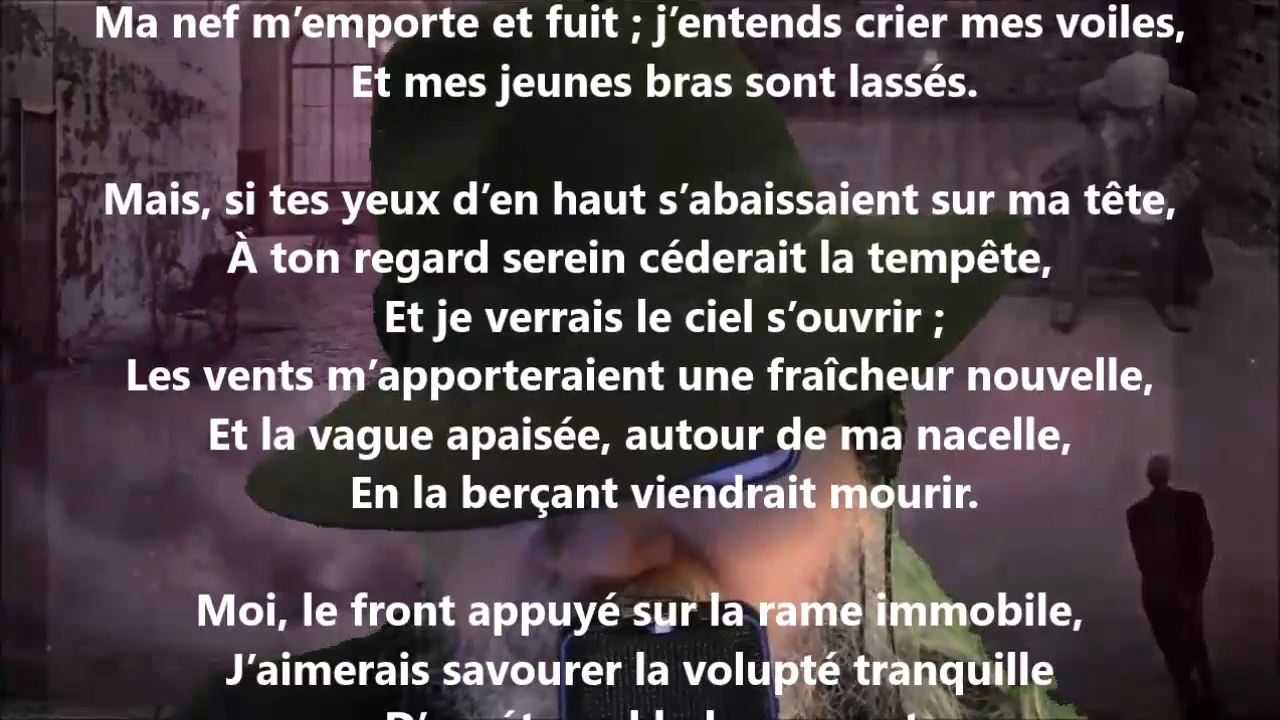 Ma nef m’emporte et fuit ; j’entends crier mes voiles,
Et mes jeunes bras sont lassés.
Mais, si tes yeux d’en haut s’abaissaient sur ma tête,
À ton regard serein céderait la tempête,
Et je verrais le ciel s’ouvrir ;
Les vents m’apporteraient une fraîcheur nouvelle,
Et la vague apaisée, autour de ma nacelle,
En la berçant viendrait mourir.
Moi, le front appuyé sur la rame immobile,
J’aimerais savourer la volupté tranquille